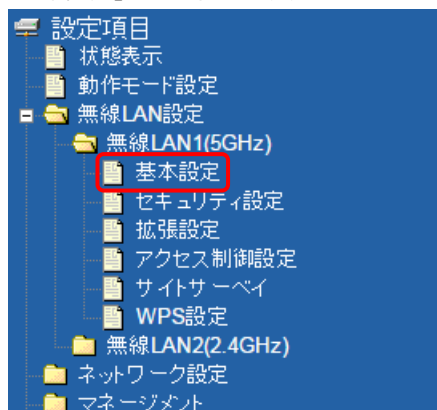 設定項目
状態表示
動作モード設定
無線LAN設定
無線LAN1(5GHz)
基本設定
セキュリティ設定
拡張設定
アクセス制御設定
サイトサーベイ
WPS設定
無線LAN2(2.4GHz)
ネットワーク設定
マネージメント